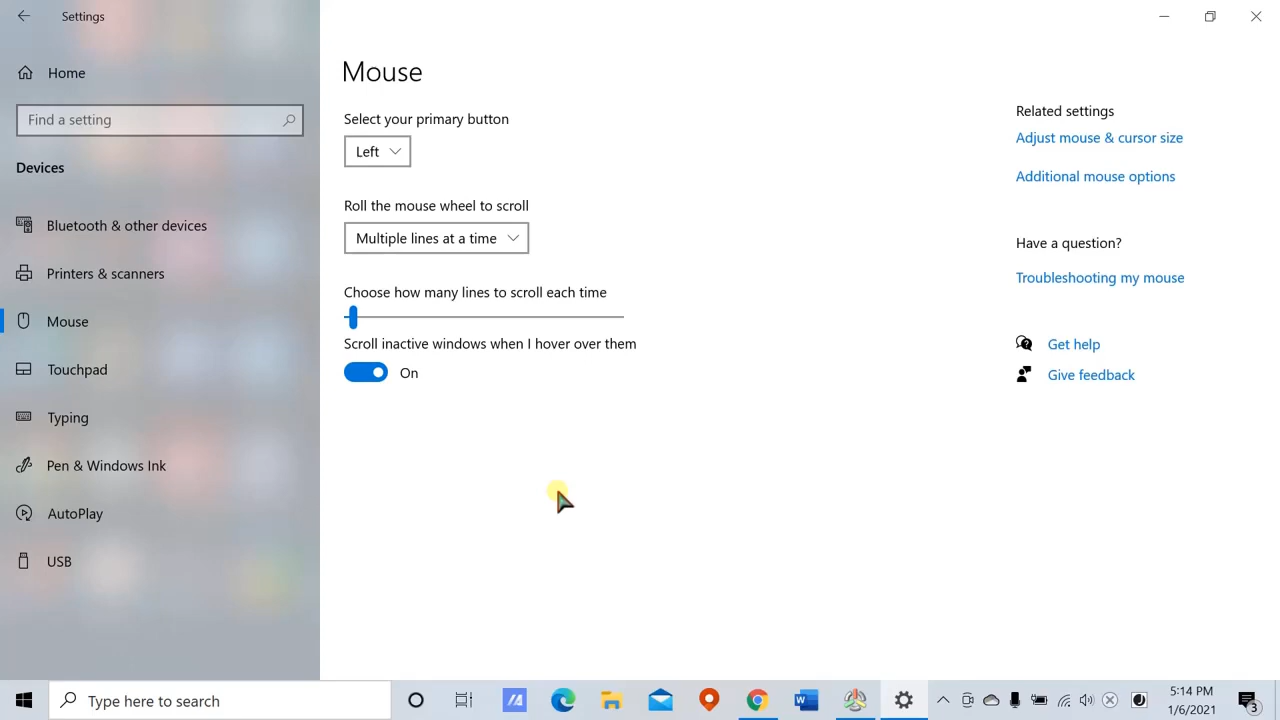 Settings
Home
Find a setting
Devices
Bluetooth & other devices
Printers & scanners
Mouse
Touchpad
Typing
Pen & Windows Ink
AutoPlay
USB
Mouse
Select your primary button
Left
Roll the mouse wheel to scroll
Multiple lines at a time
Choose how many lines to scroll each time
Scroll inactive windows when I hover over them
On
Related settings
Adjust mouse & cursor size
Additional mouse options
Have a question?
Troubleshooting my mouse
Get help
Give feedback
Type here to search
5:14 PM
1/6/2021
3